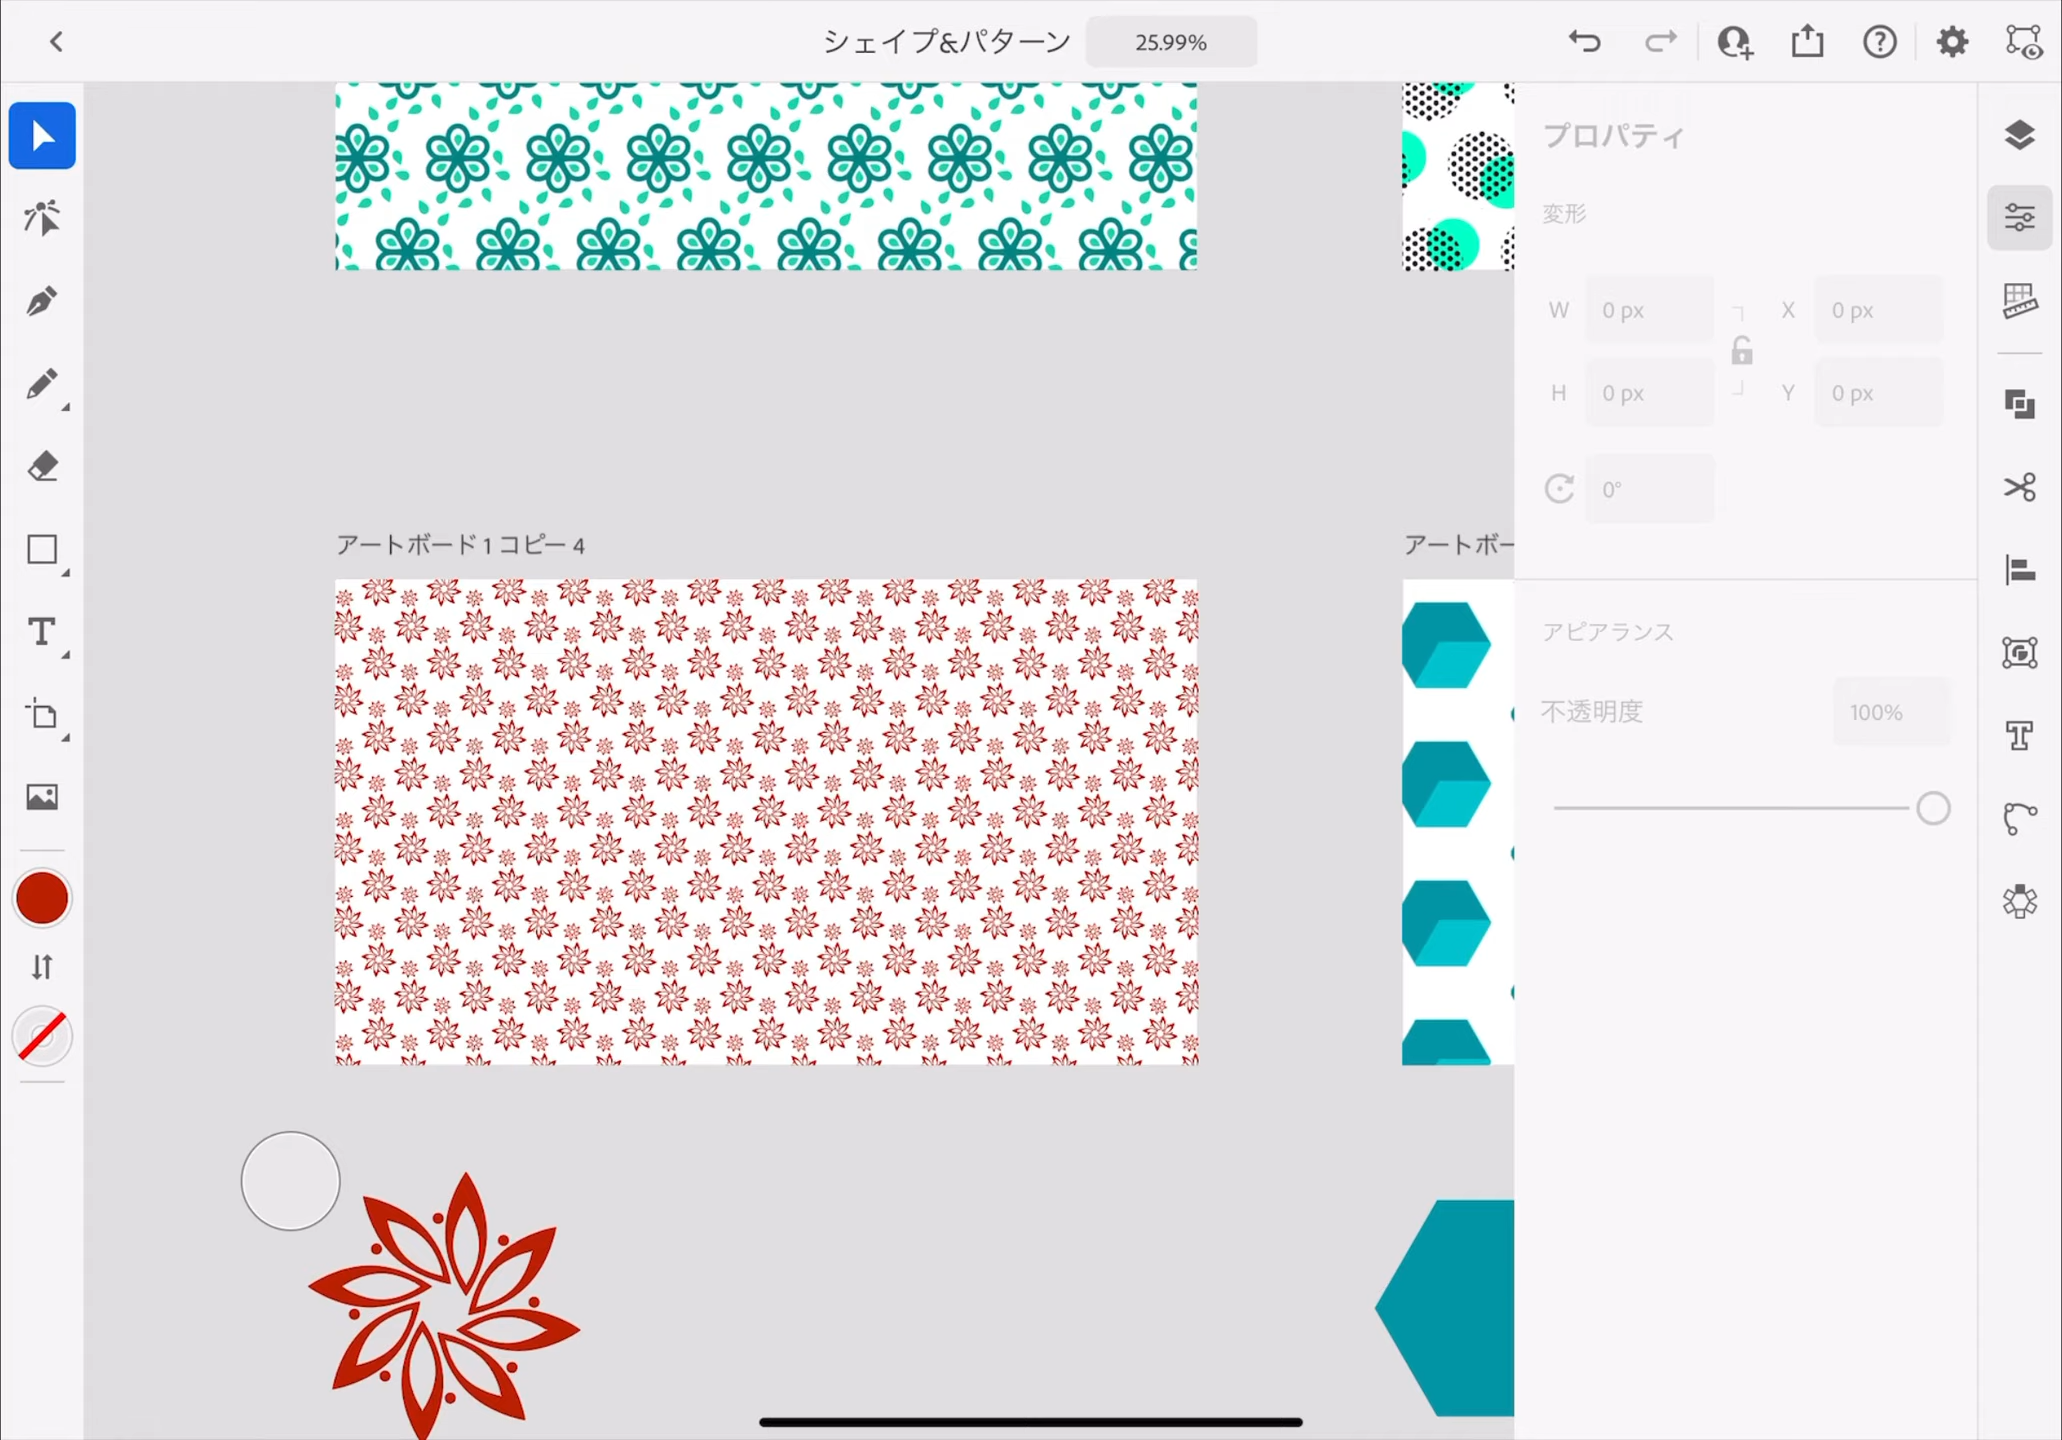 シェイプ&パターン 25.99%
プロパティ
変形
W 0 px X 0 px
H 0 px Y 0 px
0°
アートボード 1 コピー 4
アートボー
アピアランス
不透明度 100%